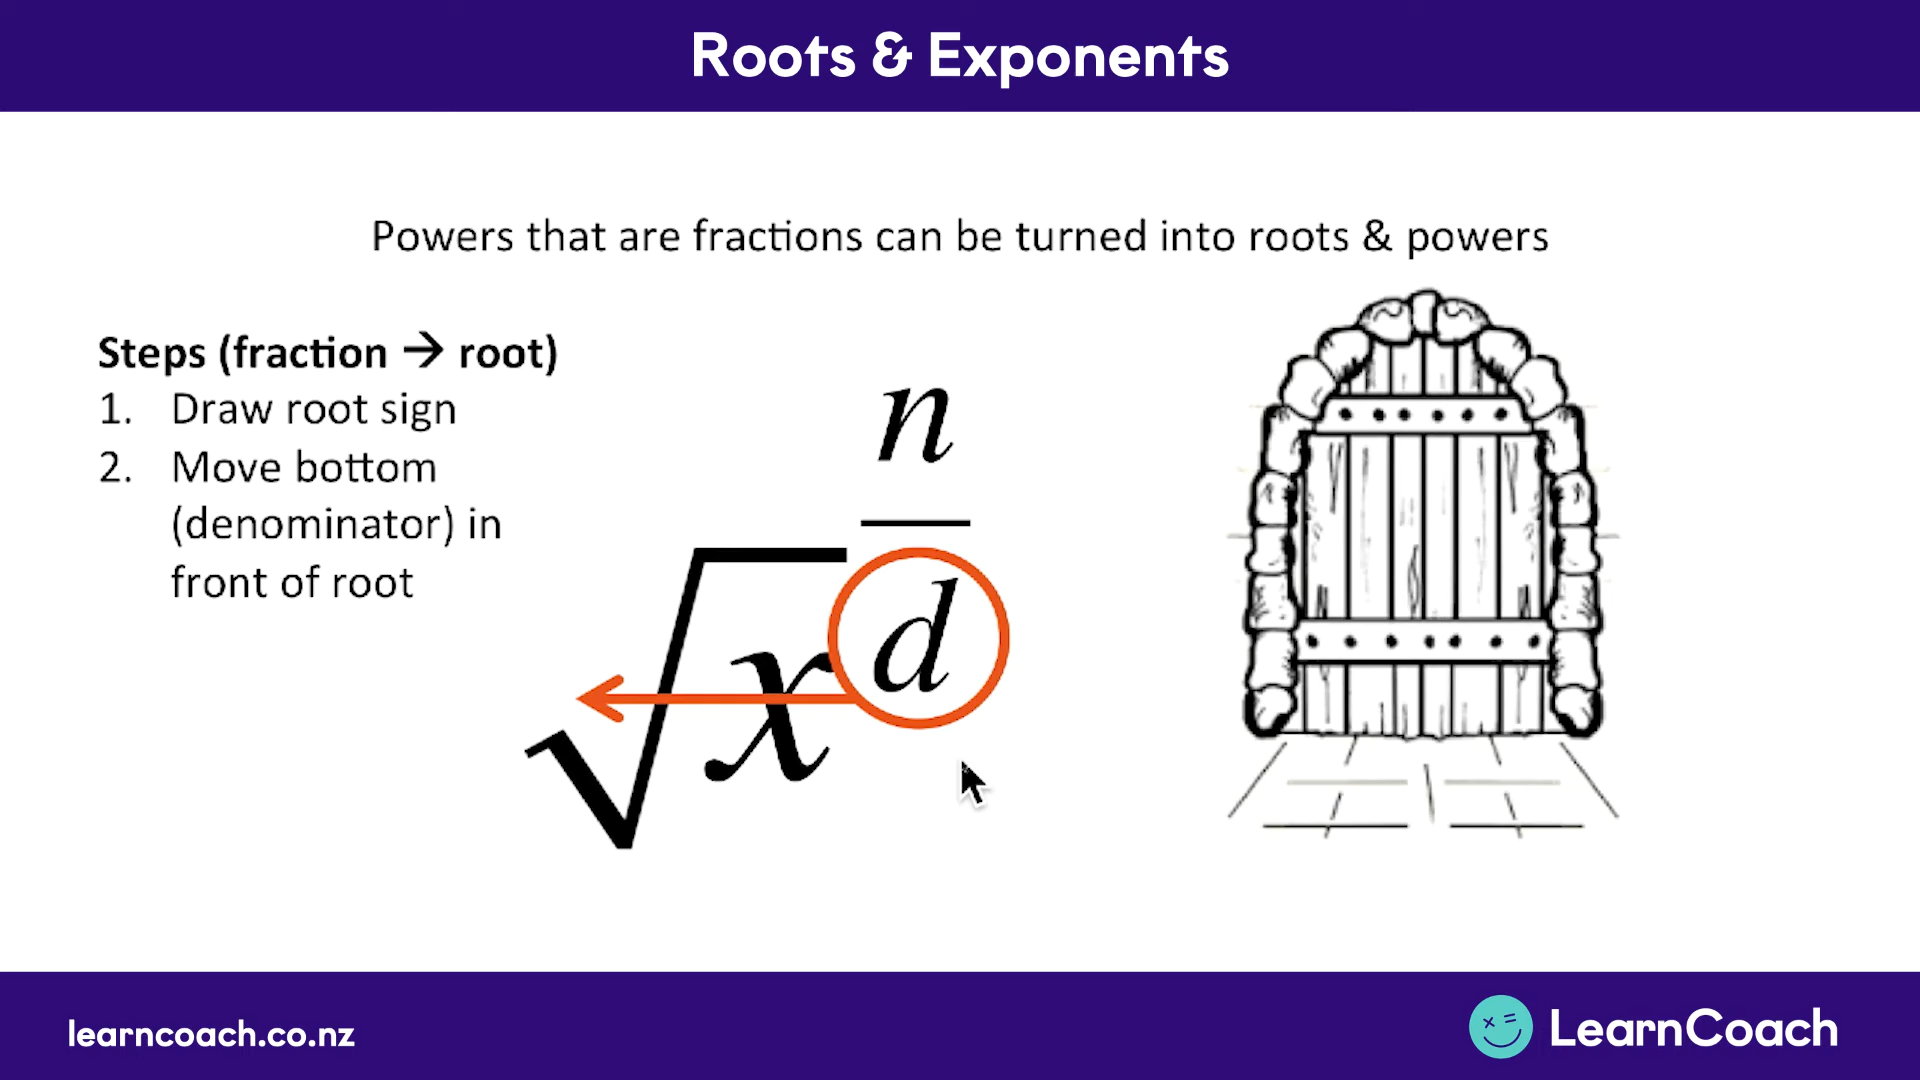 Roots & Exponents
Powers that are fractions can be turned into roots & powers
Steps (fraction → root)
1. Draw root sign
2. Move bottom
(denominator) in
front of root
n
d
√x
learncoach.co.nz
LearnCoach